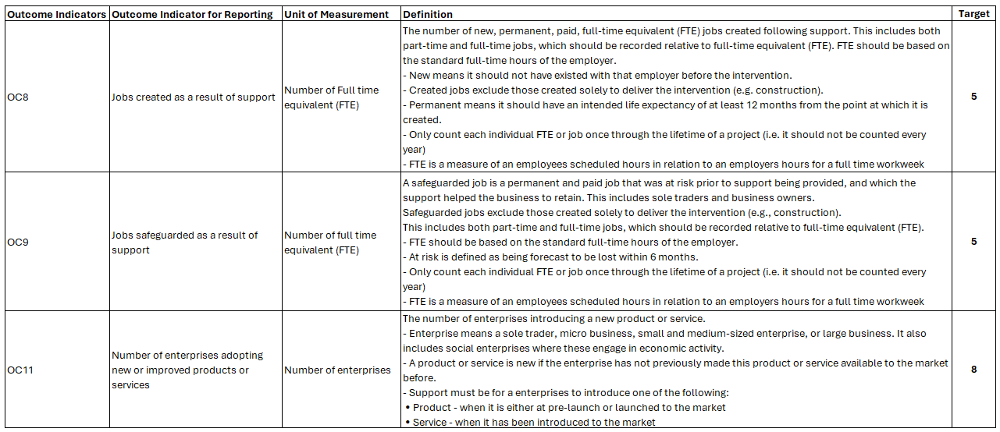 Outcome Indicators Outcome Indicator for Reporting Unit of Measurement Definition Target
OC8
Jobs created as a result of support
Number of Full time
equivalent (FTE)
The number of new, permanent, paid, full-time equivalent (FTE) jobs created following support. This includes both
part-time and full-time jobs, which should be recorded relative to full-time equivalent (FTE). FTE should be based on
the standard full-time hours of the employer.
- New means it should not have existed with that employer before the intervention.
- Created jobs exclude those created solely to deliver the intervention (e.g. construction).
- Permanent means it should have an intended life expectancy of at least 12 months from the point at which it is
created.
- Only count each individual FTE or job once through the lifetime of a project (i.e. it should not be counted every
year)
- FTE is a measure of an employees scheduled hours in relation to an employers hours for a full time workweek
5
OC9
Jobs safeguarded as a result of
support
Number of full time
equivalent (FTE)
A safeguarded job is a permanent and paid job that was at risk prior to support being provided, and which the
support helped the business to retain. This includes sole traders and business owners.
Safeguarded jobs exclude those created solely to deliver the intervention (e.g., construction).
This includes both part-time and full-time jobs, which should be recorded relative to full-time equivalent (FTE).
- FTE should be based on the standard full-time hours of the employer.
- At risk is defined as being forecast to be lost within 6 months.
- Only count each individual FTE or job once through the lifetime of a project (i.e. it should not be counted every
year)
- FTE is a measure of an employees scheduled hours in relation to an employers hours for a full time workweek
5
OC11
Number of enterprises adopting
new or improved products or
services
Number of enterprises
The number of enterprises introducing a new product or service.
- Enterprise means a sole trader, micro business, small and medium-sized enterprise, or large business. It also
includes social enterprises where these engage in economic activity.
- A product or service is new if the enterprise has not previously made this product or service available to the market
before.
- Support must be for a enterprises to introduce one of the following:
• Product - when it is either at pre-launch or launched to the market
• Service - when it has been introduced to the market
8